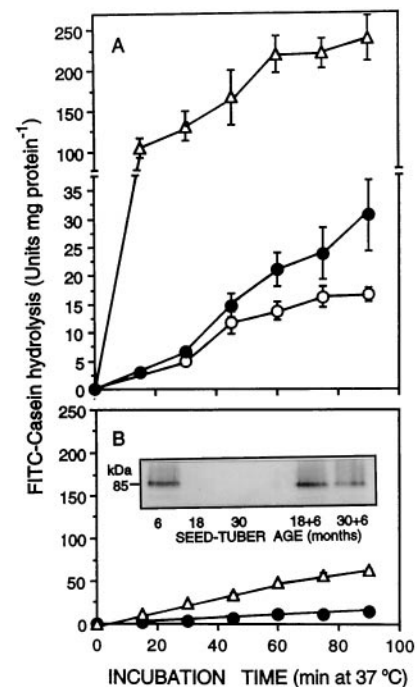 A
250
200
150
100
35
30
25
20
15
10
5
0
FITC-Casein hydrolysis (Units mg protein⁻¹)
B
250
200
150
100
50
0
kDa
85
6 18 30 18+6 30+6
SEED-TUBER AGE (months)
0 20 40 60 80 100
INCUBATION TIME (min at 37 ºC)